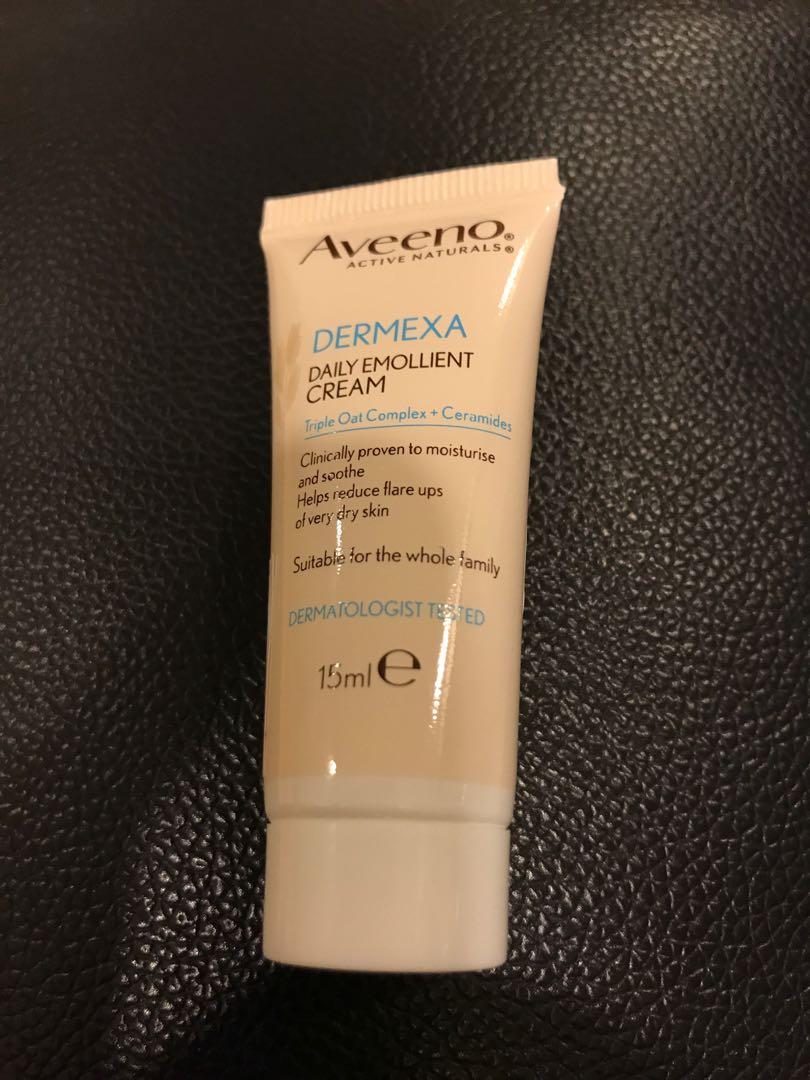 Aveeno®
ACTIVE NATURALS®
DERMEXA
DAILY EMOLLIENT
CREAM
Triple Oat Complex + Ceramides
Clinically proven to moisturise
and soothe
Helps reduce flare ups
of very dry skin
Suitable for the whole family
DERMATOLOGIST TESTED
15ml e